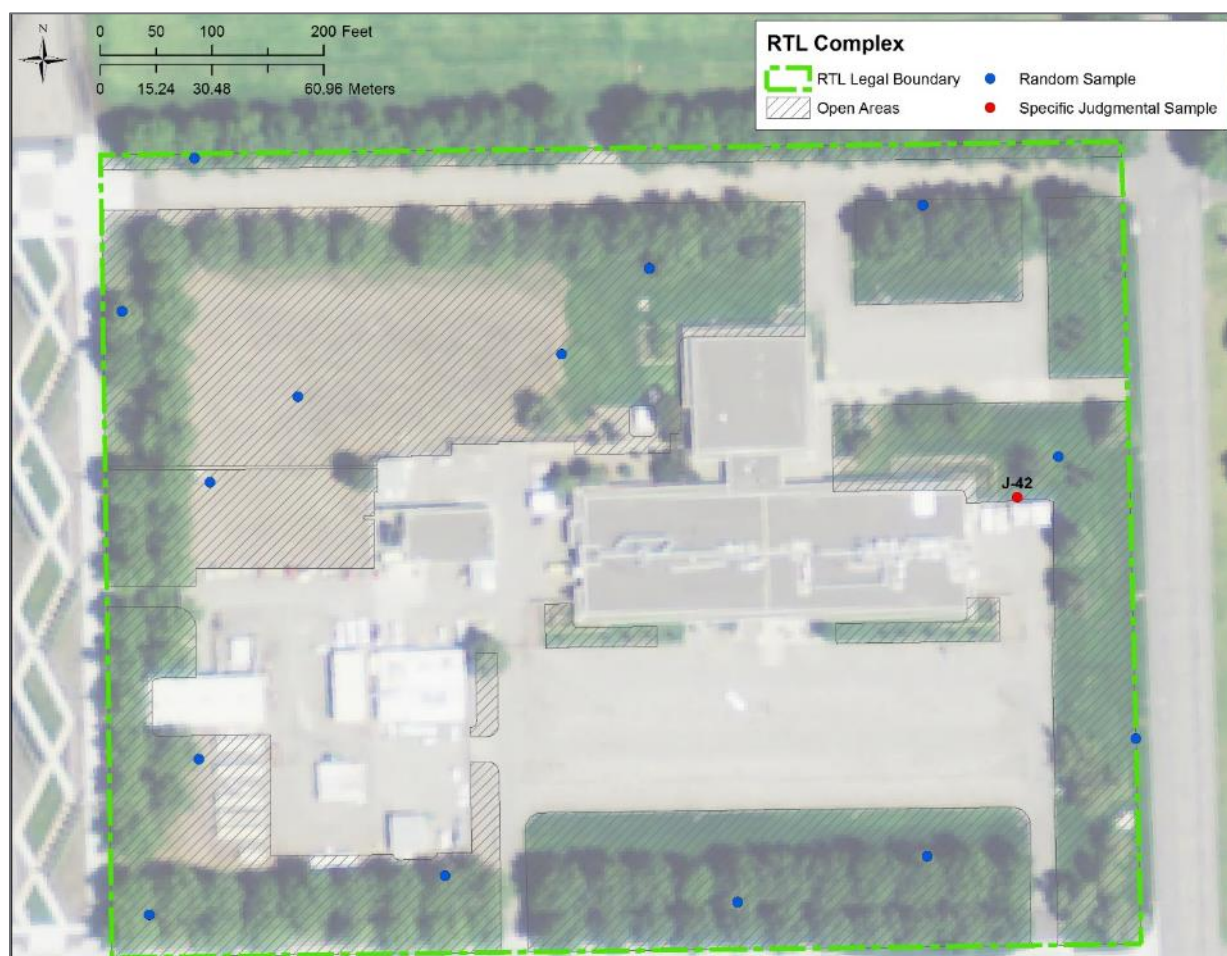 N
0 50 100 200 Feet
0 15.24 30.48 60.96 Meters
RTL Complex
RTL Legal Boundary
Random Sample
Open Areas
Specific Judgmental Sample
J-42